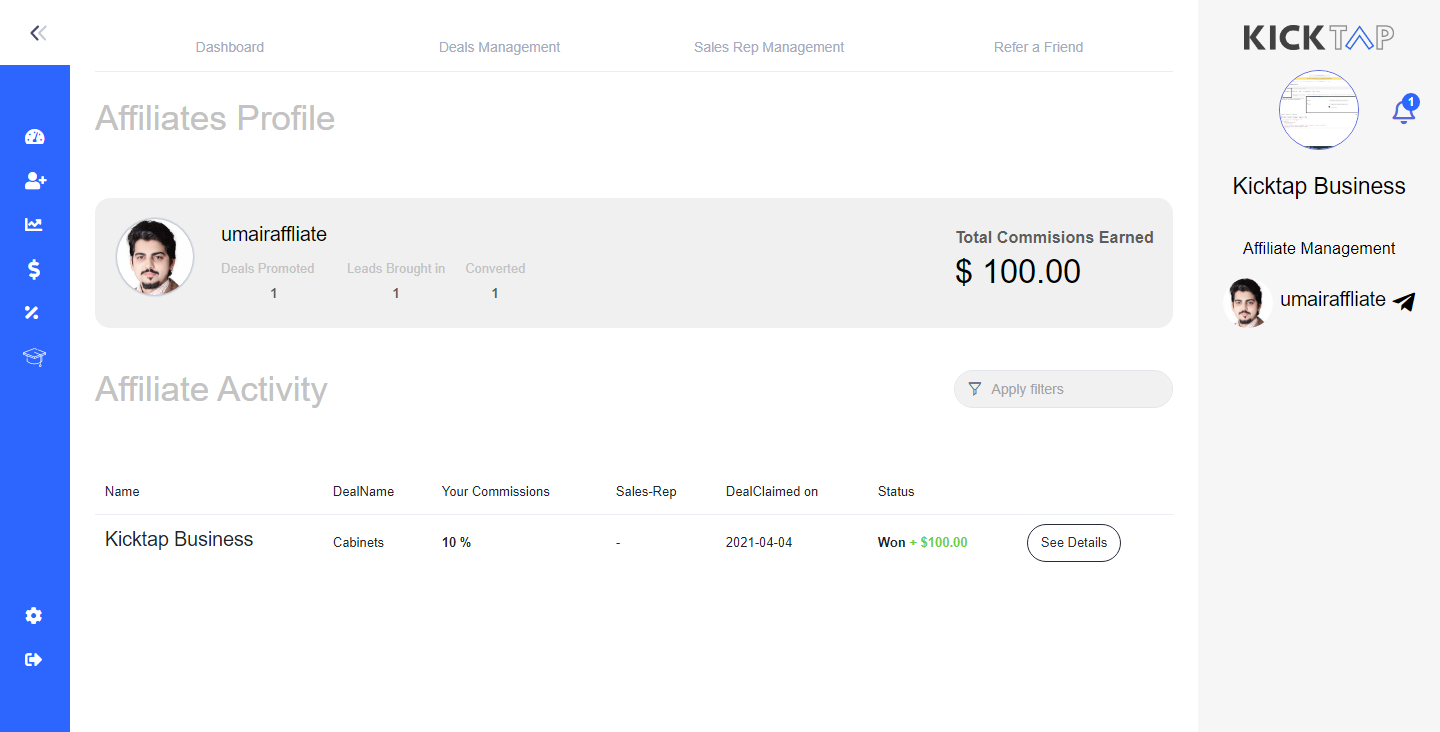 Dashboard Deals Management Sales Rep Management Refer a Friend
KICKTAP
1
Affiliates Profile
Kicktap Business
umairaffliate
Total Commisions Earned
Deals Promoted Leads Brought in Converted
$ 100.00
1 1 1
Affiliate Management
umairaffliate
Affiliate Activity
Apply filters
Name DealName Your Commissions Sales-Rep DealClaimed on Status
Kicktap Business Cabinets 10 % - 2021-04-04 Won + $100.00 See Details